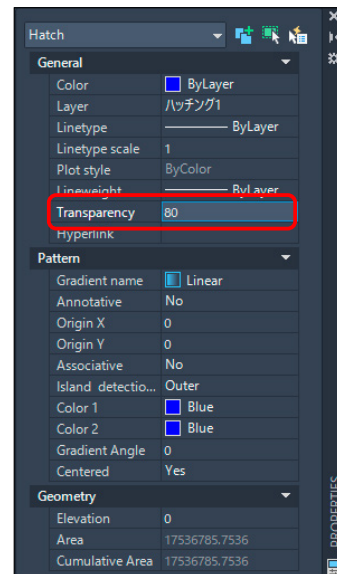 Hatch
General
Color ByLayer
Layer ハッチング1
Linetype ByLayer
Linetype scale 1
Plot style ByColor
Lineweight ByLayer
Transparency 80
Hyperlink
Pattern
Gradient name Linear
Annotative No
Origin X 0
Origin Y 0
Associative No
Island detectio... Outer
Color 1 Blue
Color 2 Blue
Gradient Angle 0
Centered Yes
Geometry
Elevation 0
Area 17536785.7536
Cumulative Area 17536785.7536
PROPERTIES